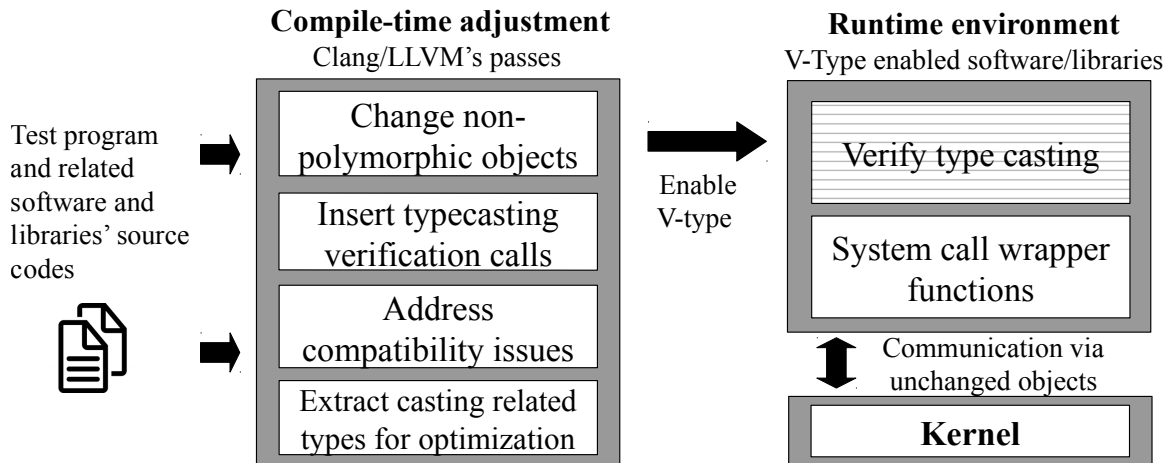 Compile-time adjustment
Clang/LLVM's passes
Test program
and related
software and
libraries' source
codes
Change non-
polymorphic objects
Insert typecasting
verification calls
Address
compatibility issues
Extract casting related
types for optimization
Enable
V-type
Runtime environment
V-Type enabled software/libraries
Verify type casting
System call wrapper
functions
Communication via
unchanged objects
Kernel